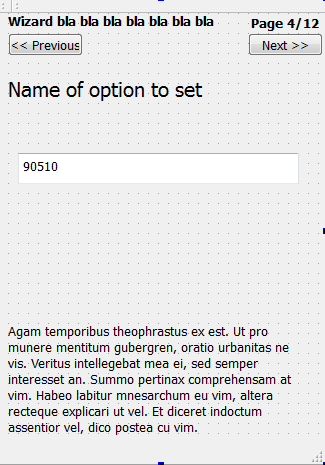 Wizard bla bla bla bla bla bla bla
Page 4/12
<< Previous
Next >>
Name of option to set
90510
Agam temporibus theophrastus ex est. Ut pro
munere mentitum gubergren, oratio urbanitas ne
vis. Veritus intellegebat mea ei, sed semper
interesset an. Summo pertinax comprehensam at
vim. Habeo labitur mnesarchum eu vim, altera
recteque explicari ut vel. Et diceret indoctum
assentior vel, dico postea cu vim.